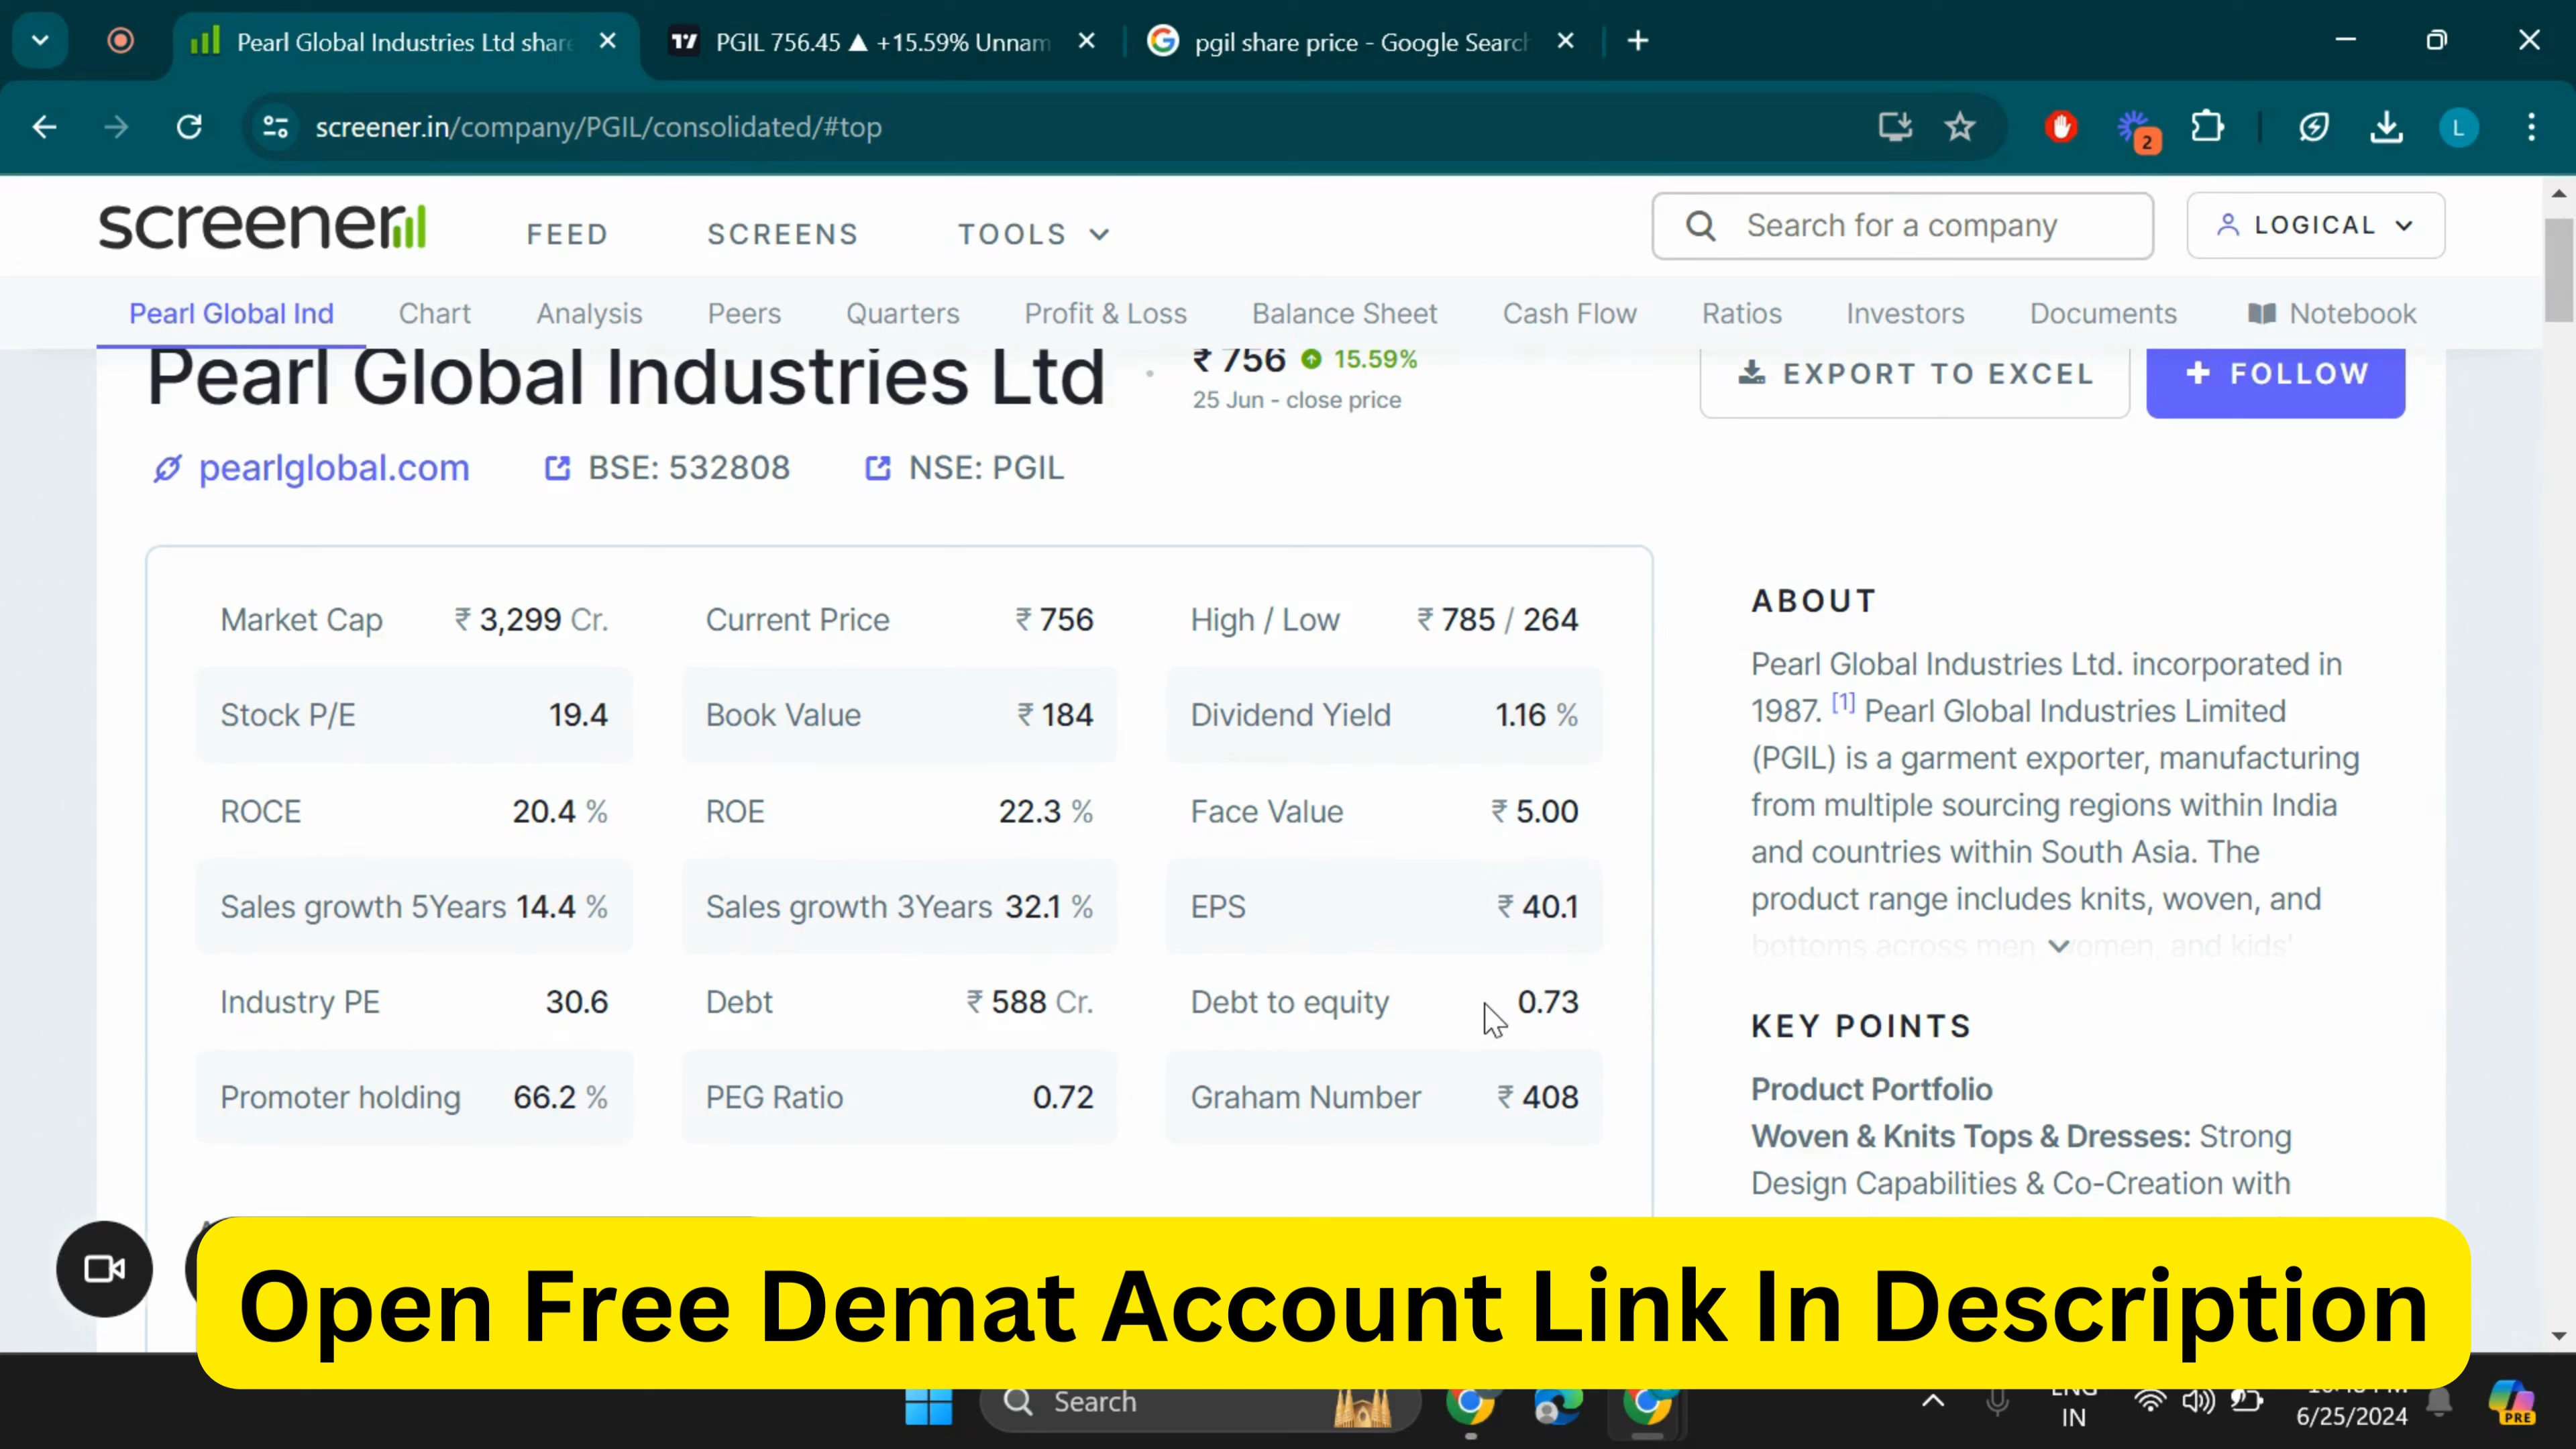 Pearl Global Industries Ltd share
PGIL 756.45 ▲ +15.59% Unnam
pgil share price - Google Search
screener.in/company/PGIL/consolidated/#top
2
L
screener
FEED
SCREENS
TOOLS
Search for a company
LOGICAL
Pearl Global Ind
Chart
Analysis
Peers
Quarters
Profit & Loss
Balance Sheet
Cash Flow
Ratios
Investors
Documents
Notebook
Pearl Global Industries Ltd
₹ 756 15.59%
25 Jun - close price
EXPORT TO EXCEL
+ FOLLOW
pearlglobal.com
BSE: 532808
NSE: PGIL
Market Cap ₹ 3,299 Cr.
Current Price ₹ 756
High / Low ₹ 785 / 264
Stock P/E 19.4
Book Value ₹ 184
Dividend Yield 1.16 %
ROCE 20.4 %
ROE 22.3 %
Face Value ₹ 5.00
Sales growth 5Years 14.4 %
Sales growth 3Years 32.1 %
EPS ₹ 40.1
Industry PE 30.6
Debt ₹ 588 Cr.
Debt to equity 0.73
Promoter holding 66.2 %
PEG Ratio 0.72
Graham Number ₹ 408
ABOUT
Pearl Global Industries Ltd. incorporated in
1987. [1] Pearl Global Industries Limited
(PGIL) is a garment exporter, manufacturing
from multiple sourcing regions within India
and countries within South Asia. The
product range includes knits, woven, and
bottoms across men women, and kids'
KEY POINTS
Product Portfolio
Woven & Knits Tops & Dresses: Strong
Design Capabilities & Co-Creation with
Open Free Demat Account Link In Description
Search
ENG
IN
6/25/2024
PRE